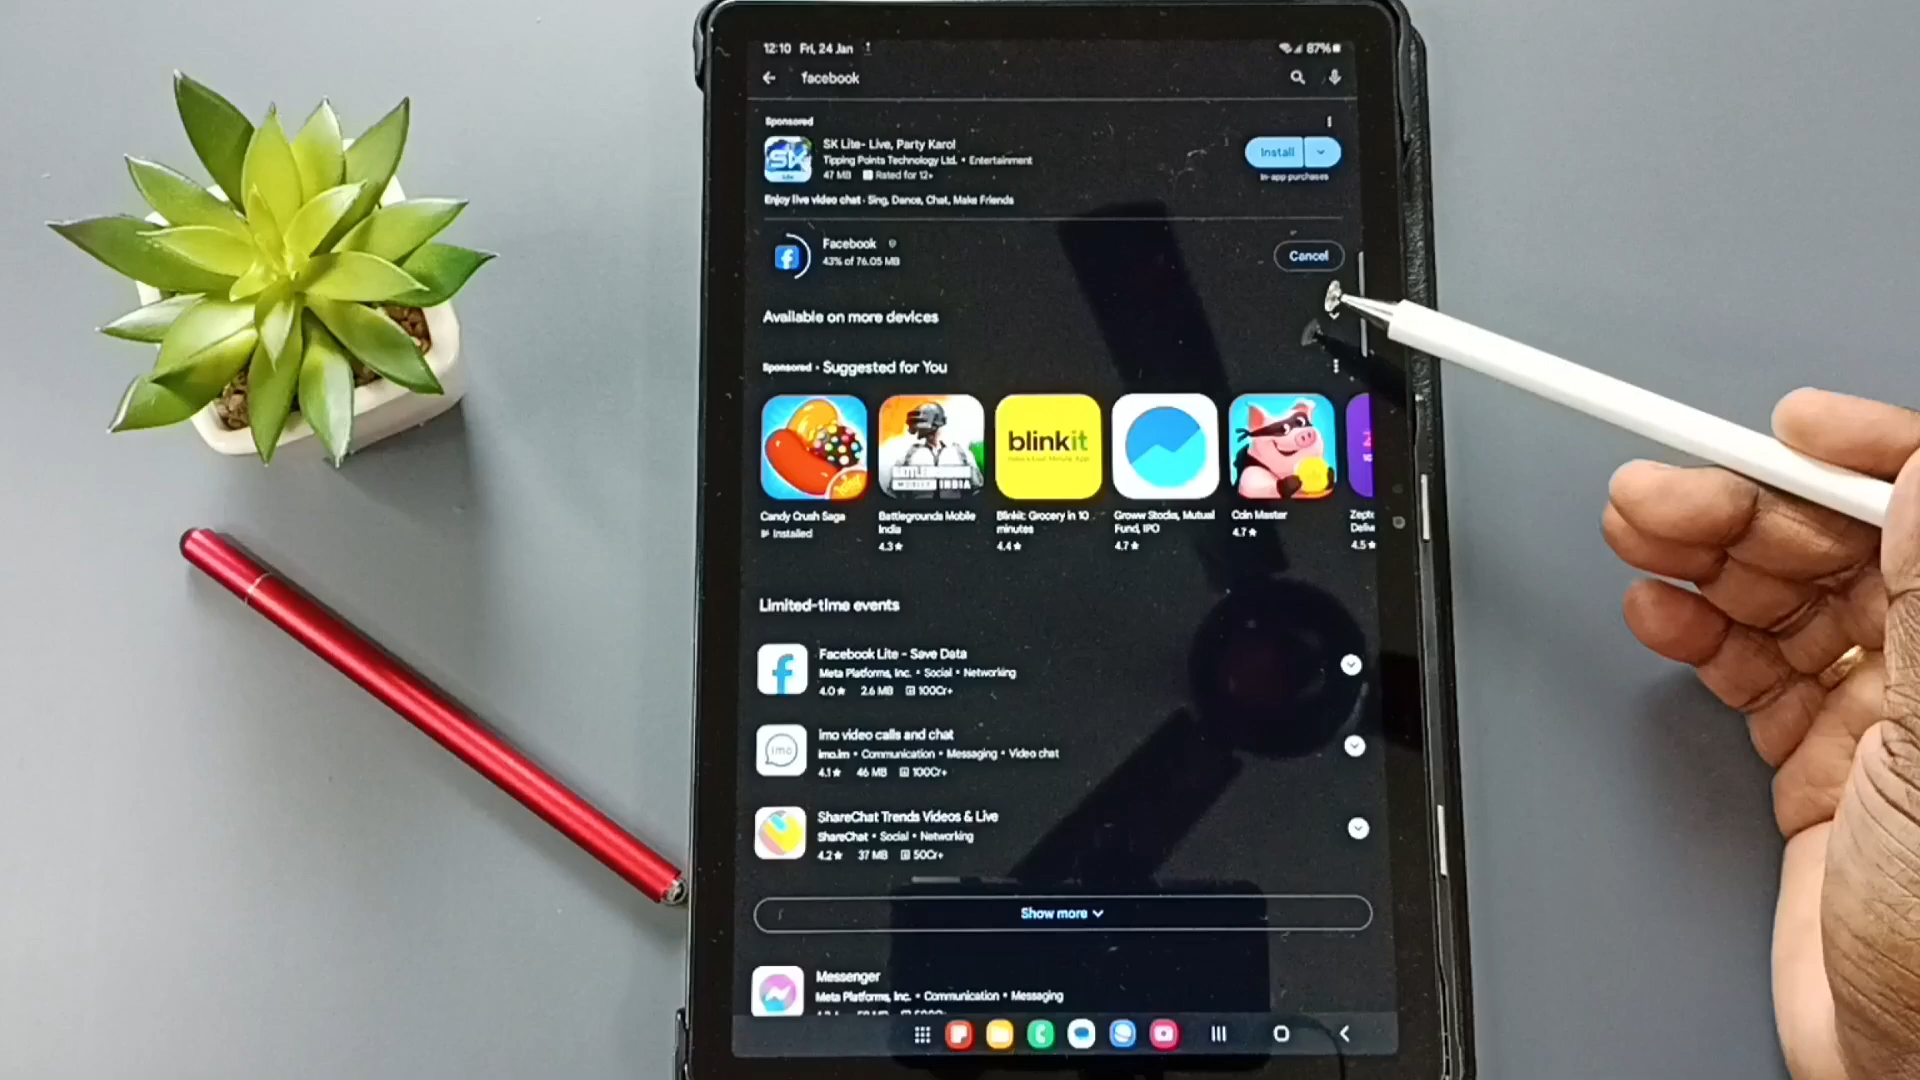 12:10 Fri, 24 Jan
87%
facebook
Sponsored
SK Lite- Live, Party Karo!
Tipping Points Technology Ltd. • Entertainment
47 MB Rated for 12+
Install
In-app purchases
Enjoy live video chat · Sing, Dance, Chat, Make Friends
Facebook
43% of 76.05 MB
Cancel
Available on more devices
Sponsored • Suggested for You
BATTLEGROUNDS
MOBILE INDIA
blinkit
Candy Crush Saga
Installed
Battlegrounds Mobile
India
4.3★
Blinkit: Grocery in 10
minutes
4.4★
Groww Stocks, Mutual
Fund, IPO
4.7★
Coin Master
4.7★
Zepto
Deliv
4.5★
Limited-time events
Facebook Lite - Save Data
Meta Platforms, Inc. • Social • Networking
4.0★ 2.6 MB 100Cr+
imo
imo video calls and chat
imo.im • Communication • Messaging • Video chat
4.1★ 46 MB 100Cr+
ShareChat Trends Videos & Live
ShareChat • Social • Networking
4.2★ 37 MB 50Cr+
Show more
Messenger
Meta Platforms, Inc. • Communication • Messaging